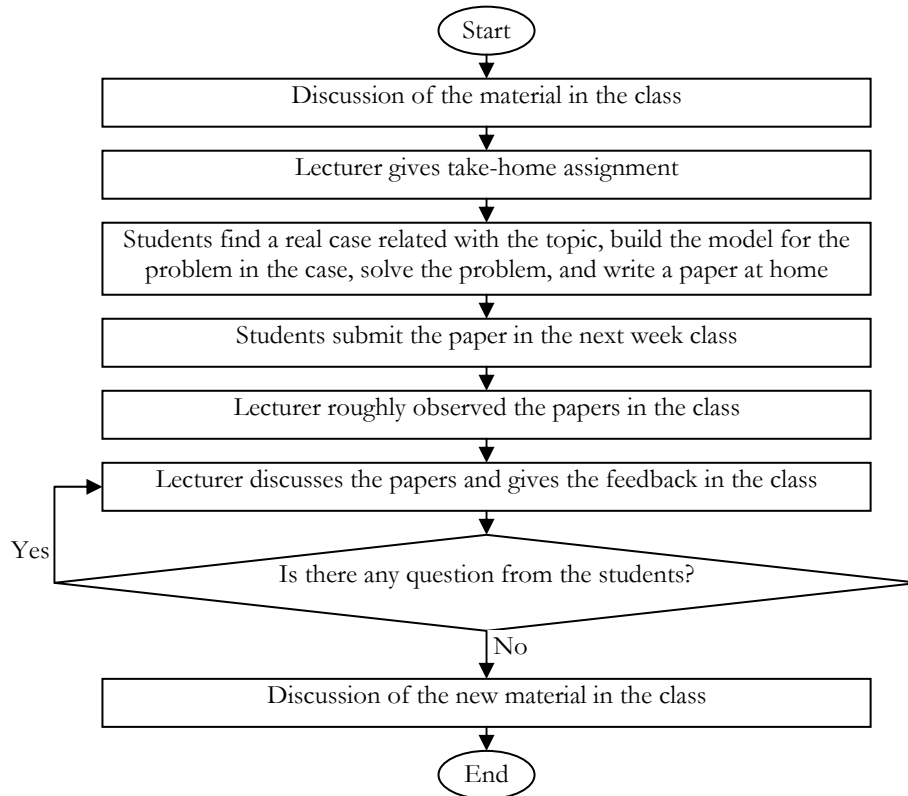 Start
Discussion of the material in the class
Lecturer gives take-home assignment
Students find a real case related with the topic, build the model for the
problem in the case, solve the problem, and write a paper at home
Students submit the paper in the next week class
Lecturer roughly observed the papers in the class
Lecturer discusses the papers and gives the feedback in the class
Yes
Is there any question from the students?
No
Discussion of the new material in the class
End